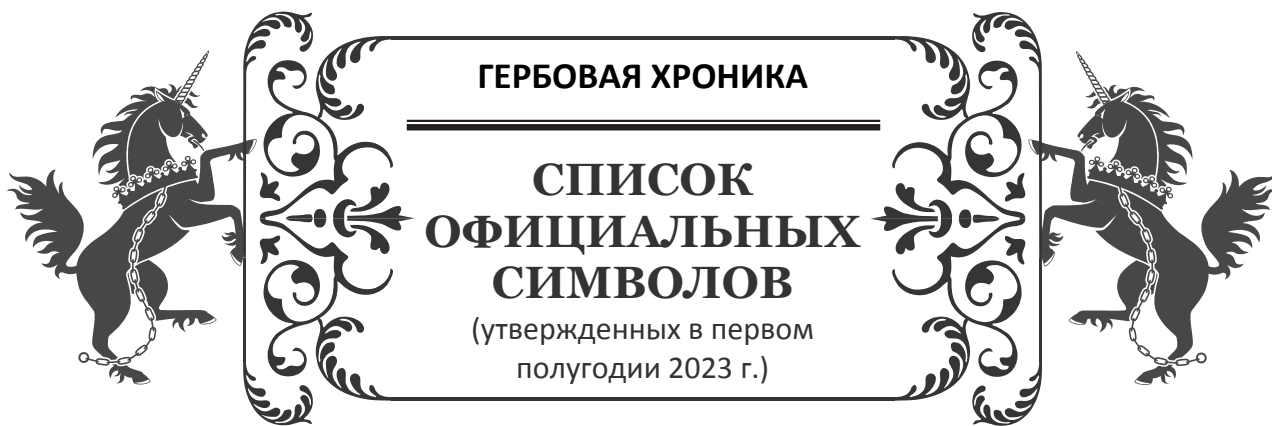 ГЕРБОВАЯ ХРОНИКА
СПИСОК
ОФИЦИАЛЬНЫХ
СИМВОЛОВ
(утвержденных в первом
полугодии 2023 г.)